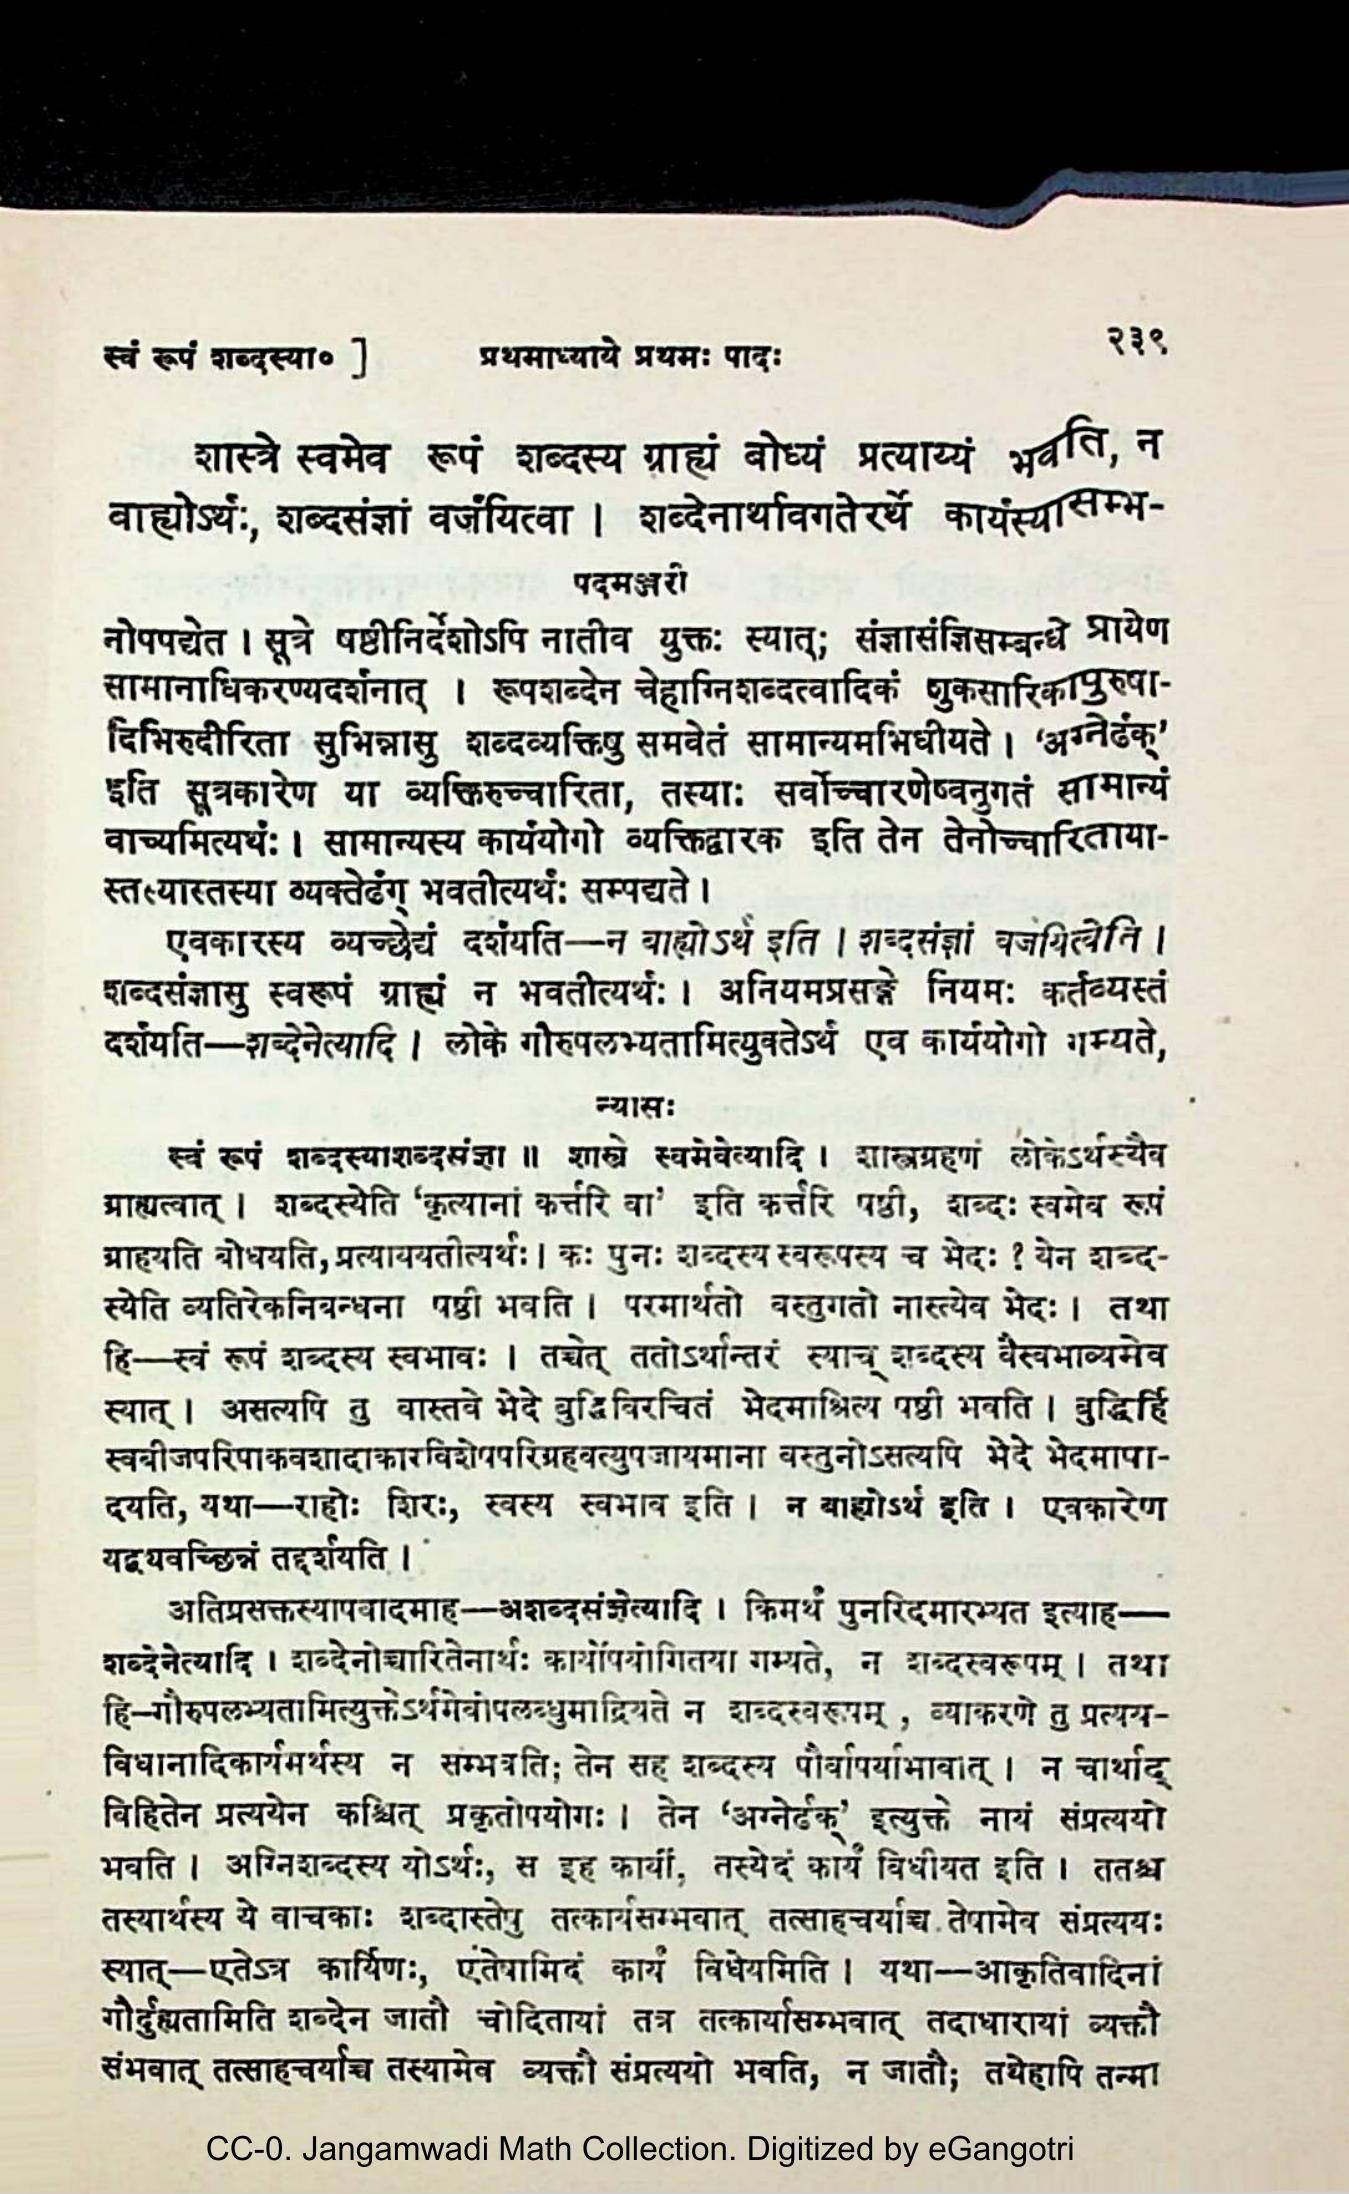 स्वं रूपं शब्दस्या० ] प्रथमाध्याये प्रथमः पादः २३९
शास्त्रे स्वमेव रूपं शब्दस्य ग्राह्यं बोध्यं प्रत्याय्यं भवति, न
वाह्योऽर्थः, शब्दसंज्ञां वर्जयित्वा । शब्देनार्थावगतेरर्थे कार्यस्यासम्भ-
पदमञ्जरी
नोपपद्येत । सूत्रे षष्ठीनिर्देशोऽपि नातीव युक्तः स्यात्; संज्ञासंज्ञिसम्बन्धे प्रायेण
सामानाधिकरण्यदर्शनात् । रूपशब्देन चेहाग्निशब्दत्वादिकं शुकसारिकापुरुषा-
दिभिरुदीरिता सुभिन्नासु शब्दव्यक्तिषु समवेतं सामान्यमभिधीयते । ‘अग्नेर्ढक्’
इति सूत्रकारेण या व्यक्तिरुच्चारिता, तस्याः सर्वोच्चारणेष्वनुगतं सामान्यं
वाच्यमित्यर्थः । सामान्यस्य कार्ययोगो व्यक्तिद्वारक इति तेन तेनोच्चारिताया-
स्तस्यास्तस्या व्यक्तेर्ढग् भवतीत्यर्थः सम्पद्यते ।
एवकारस्य व्यच्छेद्यं दर्शयति—न वाह्योऽर्थ इति । शब्दसंज्ञां वर्जयित्वेति ।
शब्दसंज्ञासु स्वरूपं ग्राह्यं न भवतीत्यर्थः । अनियमप्रसङ्गे नियमः कर्तव्यस्तं
दर्शयति—शब्देनेत्यादि । लोके गौरुपलभ्यतामित्युक्तेऽर्थ एव कार्ययोगो गम्यते,
न्यासः
स्वं रूपं शब्दस्याशब्दसंज्ञा ॥ शास्त्रे स्वमेवेत्यादि । शास्त्रग्रहणं लोकेऽर्थस्यैव
ग्राह्यत्वात् । शब्दस्येति ‘कृत्यानां कर्त्तरि वा’ इति कर्त्तरि षष्ठी, शब्दः स्वमेव रूपं
ग्राहयति बोधयति, प्रत्याययतीत्यर्थः । कः पुनः शब्दस्य स्वरूपस्य च भेदः ? येन शब्द-
स्येति व्यतिरेकनिबन्धना षष्ठी भवति । परमार्थतो वस्तुगतो नास्त्येव भेदः । तथा
हि—स्वं रूपं शब्दस्य स्वभावः । तच्चेत् ततोऽर्थान्तरं स्याच् शब्दस्य वैस्वभाव्यमेव
स्यात् । असत्यपि तु वास्तवे भेदे बुद्धिविरचितं भेदमाश्रित्य षष्ठी भवति । बुद्धिर्हि
स्वबीजपरिपाकवशादाकारविशेषपरिग्रहवत्युपजायमाना वस्तुनोऽसत्यपि भेदे भेदमापा-
दयति, यथा—राहोः शिरः, स्वस्य स्वभाव इति । न बाह्योऽर्थ इति । एवकारेण
यद्वयवच्छिन्नं तद्दर्शयति ।
अतिप्रसक्तस्यापवादमाह—अशब्दसंज्ञेत्यादि । किमर्थं पुनरिदमारभ्यत इत्याह—
शब्देनेत्यादि । शब्देनोच्चारितेनार्थः कार्योपयोगितया गम्यते, न शब्दस्वरूपम् । तथा
हि–गौरुपलभ्यतामित्युक्तेऽर्थमेवोपलब्धुमाद्रियते न शब्दस्वरूपम् , व्याकरणे तु प्रत्यय-
विधानादिकार्यमर्थस्य न सम्भवति; तेन सह शब्दस्य पौर्वापर्याभावात् । न चार्थाद्
विहितेन प्रत्ययेन कश्चित् प्रकृतोपयोगः । तेन ‘अग्नेर्ढक्’ इत्युक्ते नायं संप्रत्ययो
भवति । अग्निशब्दस्य योऽर्थः, स इह कार्यी, तस्येदं कार्यं विधीयत इति । ततश्च
तस्यार्थस्य ये वाचकाः शब्दास्तेषु तत्कार्यसम्भवात् तत्साहचर्याच्च तेषामेव संप्रत्ययः
स्यात्—एतेऽत्र कार्यिणः, एतेषामिदं कार्यं विधेयमिति । यथा—आकृतिवादिनां
गौर्दुह्यतामिति शब्देन जातौ चोदितायां तत्र तत्कार्यासम्भवात् तदाधारायां व्यक्तौ
संभवात् तत्साहचर्याच्च तस्यामेव व्यक्तौ संप्रत्ययो भवति, न जातौ; तथेहापि तन्मा
CC-0. Jangamwadi Math Collection. Digitized by eGangotri